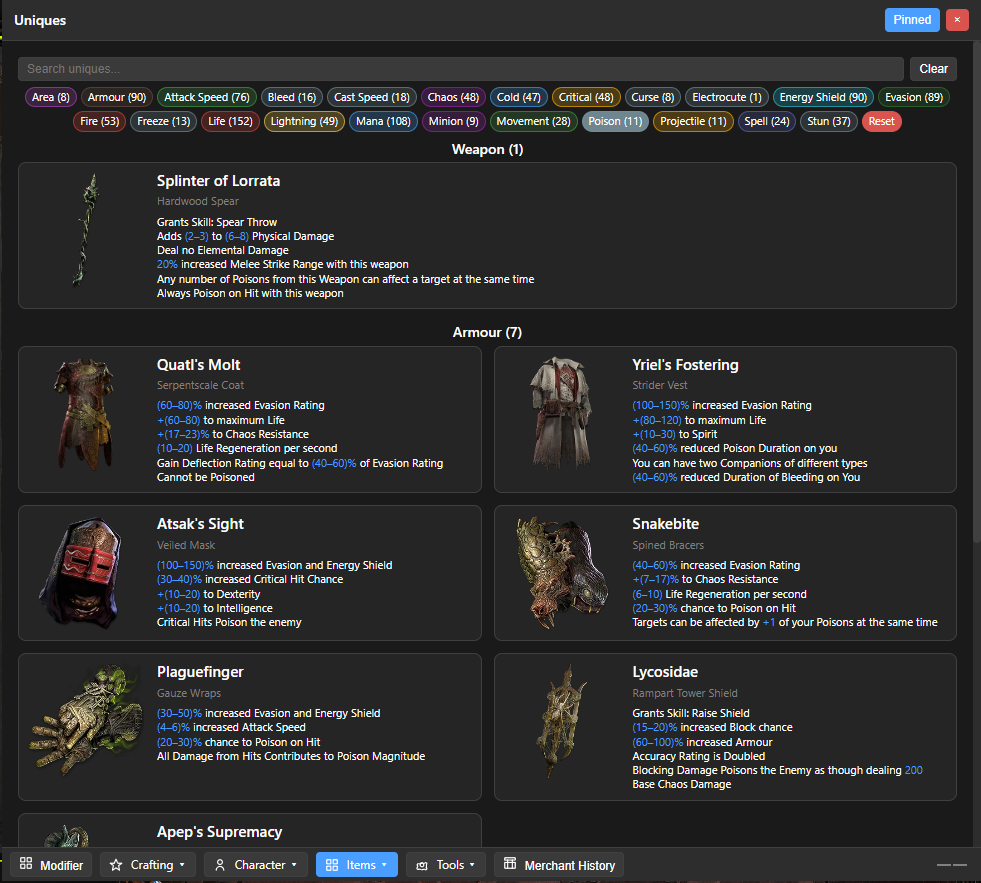 Uniques
Pinned
×
Search uniques...
Clear
Area (8)
Armour (90)
Attack Speed (76)
Bleed (16)
Cast Speed (18)
Chaos (48)
Cold (47)
Critical (48)
Curse (8)
Electrocute (1)
Energy Shield (90)
Evasion (89)
Fire (53)
Freeze (13)
Life (152)
Lightning (49)
Mana (108)
Minion (9)
Movement (28)
Poison (11)
Projectile (11)
Spell (24)
Stun (37)
Reset
Weapon (1)
Splinter of Lorrata
Hardwood Spear
Grants Skill: Spear Throw
Adds (2–3) to (6–8) Physical Damage
Deal no Elemental Damage
20% increased Melee Strike Range with this weapon
Any number of Poisons from this Weapon can affect a target at the same time
Always Poison on Hit with this weapon
Armour (7)
Quatl's Molt
Serpentscale Coat
(60–80)% increased Evasion Rating
+(60–80) to maximum Life
+(17–23)% to Chaos Resistance
(10–20) Life Regeneration per second
Gain Deflection Rating equal to (40–60)% of Evasion Rating
Cannot be Poisoned
Yriel's Fostering
Strider Vest
(100–150)% increased Evasion Rating
+(80–120) to maximum Life
+(10–30) to Spirit
(40–60)% reduced Poison Duration on you
You can have two Companions of different types
(40–60)% reduced Duration of Bleeding on You
Atsak's Sight
Veiled Mask
(100–150)% increased Evasion and Energy Shield
(30–40)% increased Critical Hit Chance
+(10–20) to Dexterity
+(10–20) to Intelligence
Critical Hits Poison the enemy
Snakebite
Spined Bracers
(40–60)% increased Evasion Rating
+(7–17)% to Chaos Resistance
(6–10) Life Regeneration per second
(20–30)% chance to Poison on Hit
Targets can be affected by +1 of your Poisons at the same time
Plaguefinger
Gauze Wraps
(30–50)% increased Evasion and Energy Shield
(4–6)% increased Attack Speed
(20–30)% chance to Poison on Hit
All Damage from Hits Contributes to Poison Magnitude
Lycosidae
Rampart Tower Shield
Grants Skill: Raise Shield
(15–20)% increased Block chance
(60–100)% increased Armour
Accuracy Rating is Doubled
Blocking Damage Poisons the Enemy as though dealing 200
Base Chaos Damage
Apep's Supremacy
Modifier
Crafting
Character
Items
Tools
Merchant History